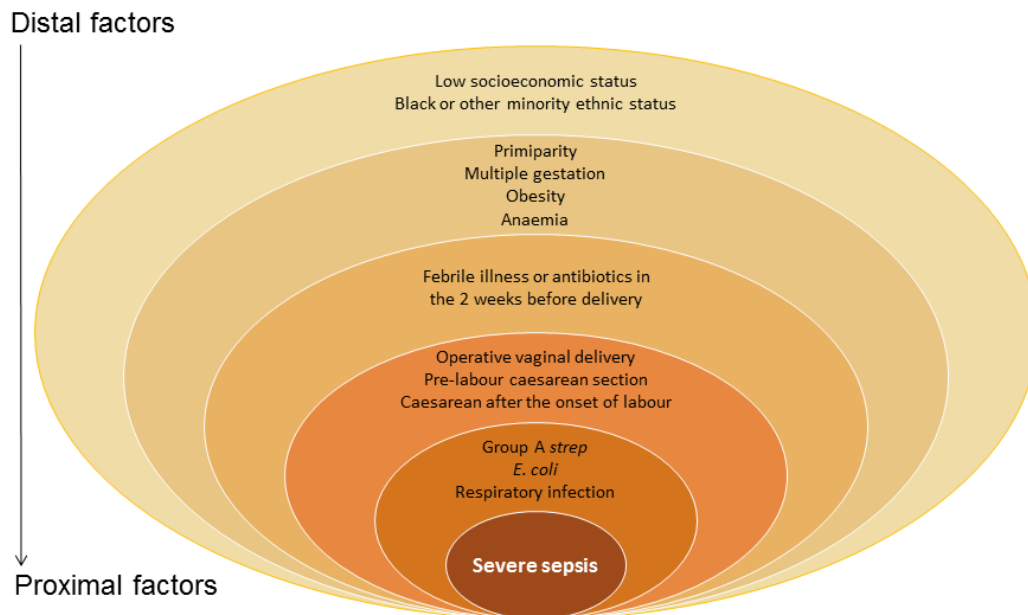 Distal factors
Low socioeconomic status
Black or other minority ethnic status
Primiparity
Multiple gestation
Obesity
Anaemia
Febrile illness or antibiotics in
the 2 weeks before delivery
Operative vaginal delivery
Pre-labour caesarean section
Caesarean after the onset of labour
Group A strep
E. coli
Respiratory infection
Severe sepsis
Proximal factors